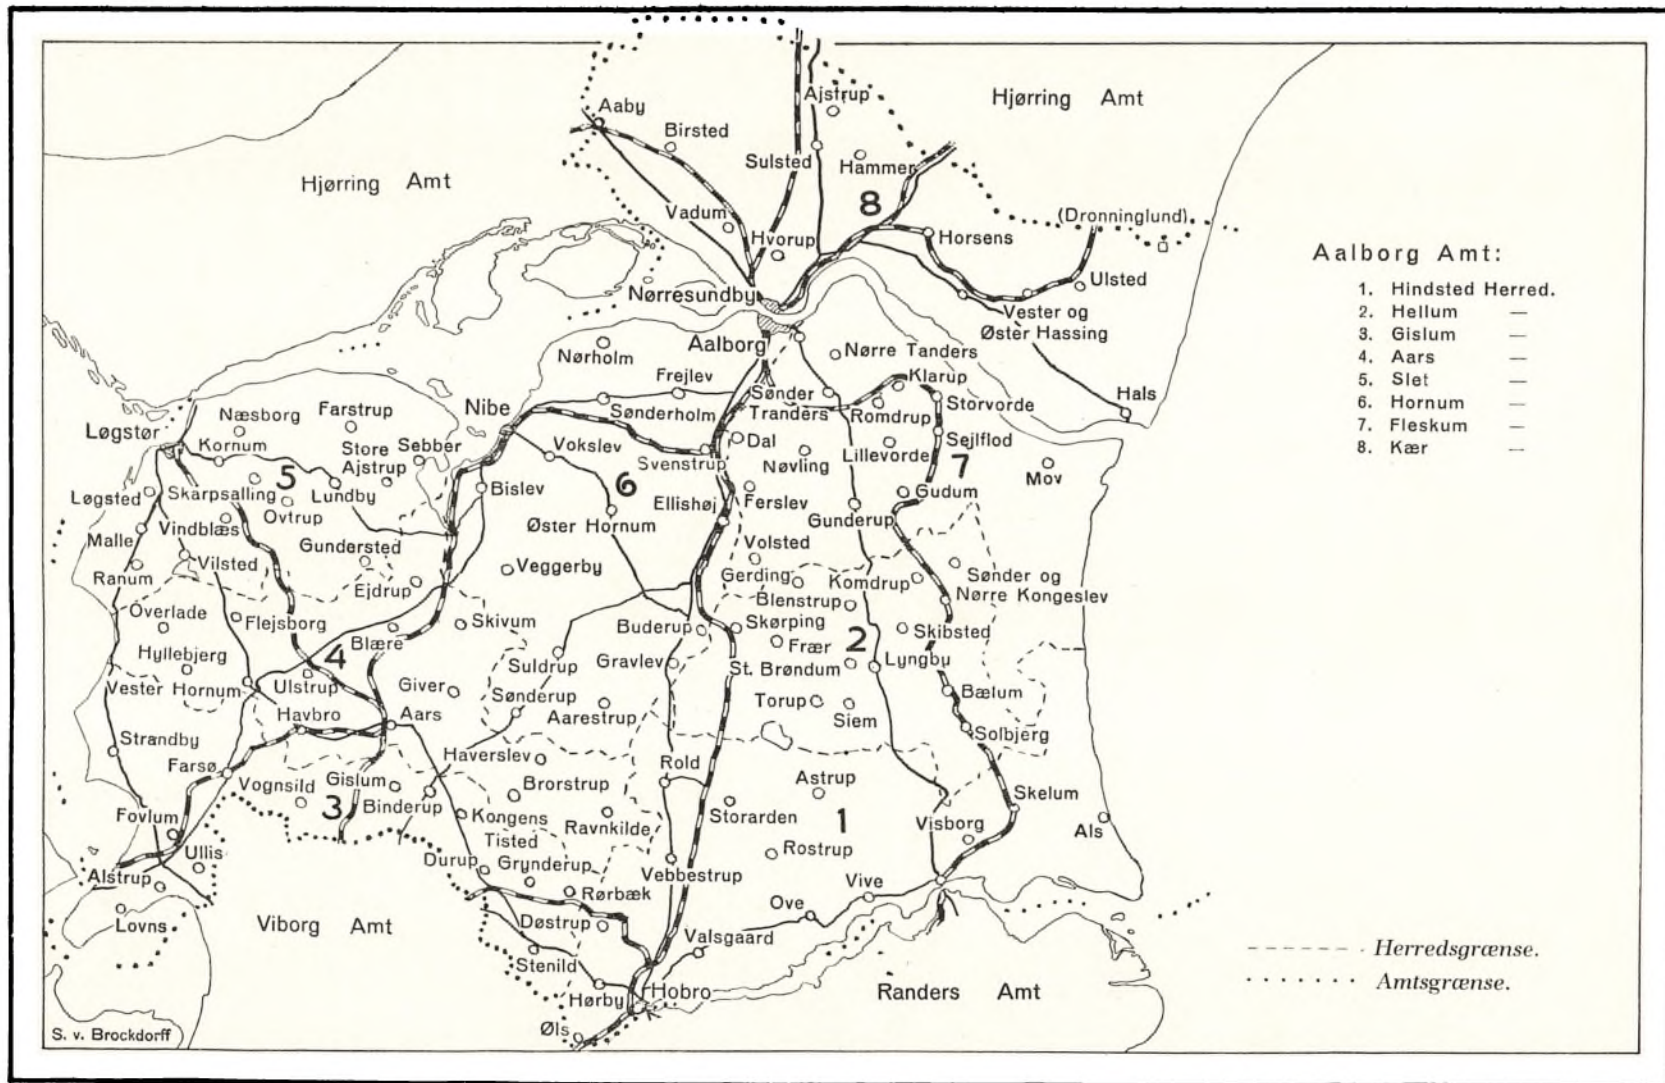 Hjørring Amt
Hjørring Amt
Aaby
Birsted
Ajstrup
Sulsted
Hammer
8
Vadum
Hvorup
Horsens
(Dronninglund)
Ulsted
Nørresundby
Vester og
Øster Hassing
Aalborg
Hals
Aalborg Amt:
1. Hindsted Herred.
2. Hellum —
3. Gislum —
4. Aars —
5. Slet —
6. Hornum —
7. Fleskum —
8. Kær —
Nørholm
Nørre Tranders
Klarup
Frejlev
Sønder
Tranders
Romdrup
Storvorde
Sønderholm
Nibe
Næsborg
Farstrup
Løgstør
Kornum
Store
Ajstrup
Sebber
Vokslev
Svenstrup
Dal
Nøvling
Lillevorde
Sejlflod
7
Mov
5
6
Løgsted
Skarpsalling
Lundby
Ovtrup
Bislev
Ellishøj
Ferslev
Gudum
Gunderup
Øster Hornum
Malle
Vindblæs
Gundersted
Vilsted
Ranum
Ejdrup
Veggerby
Volsted
Gerding
Komdrup
Sønder og
Nørre Kongeslev
Blenstrup
Overlade
Flejsborg
Skivum
Blære
Buderup
Skørping
Frær
2
Skibsted
Hyllebjerg
4
Suldrup
Gravlev
St. Brøndum
Lyngby
Vester Hornum
Ulstrup
Giver
Sønderup
Aarestrup
Torup
Siem
Bælum
Havbro
Aars
Solbjerg
Strandby
Farsø
Haverslev
Rold
Astrup
Vognsild
Gislum
3
Binderup
Brorstrup
Skelum
Fovlum
Kongens
Tisted
Ravnkilde
Storarden
1
Visborg
Als
Ullis
Durup
Grynderup
Rostrup
Alstrup
Rørbæk
Vebbestrup
Vive
Lovns
Viborg Amt
Døstrup
Ove
Valsgaard
Stenild
Hørby
Hobro
Randers Amt
Øls
Herredsgrænse.
Amtsgrænse.
S. v. Brockdorff